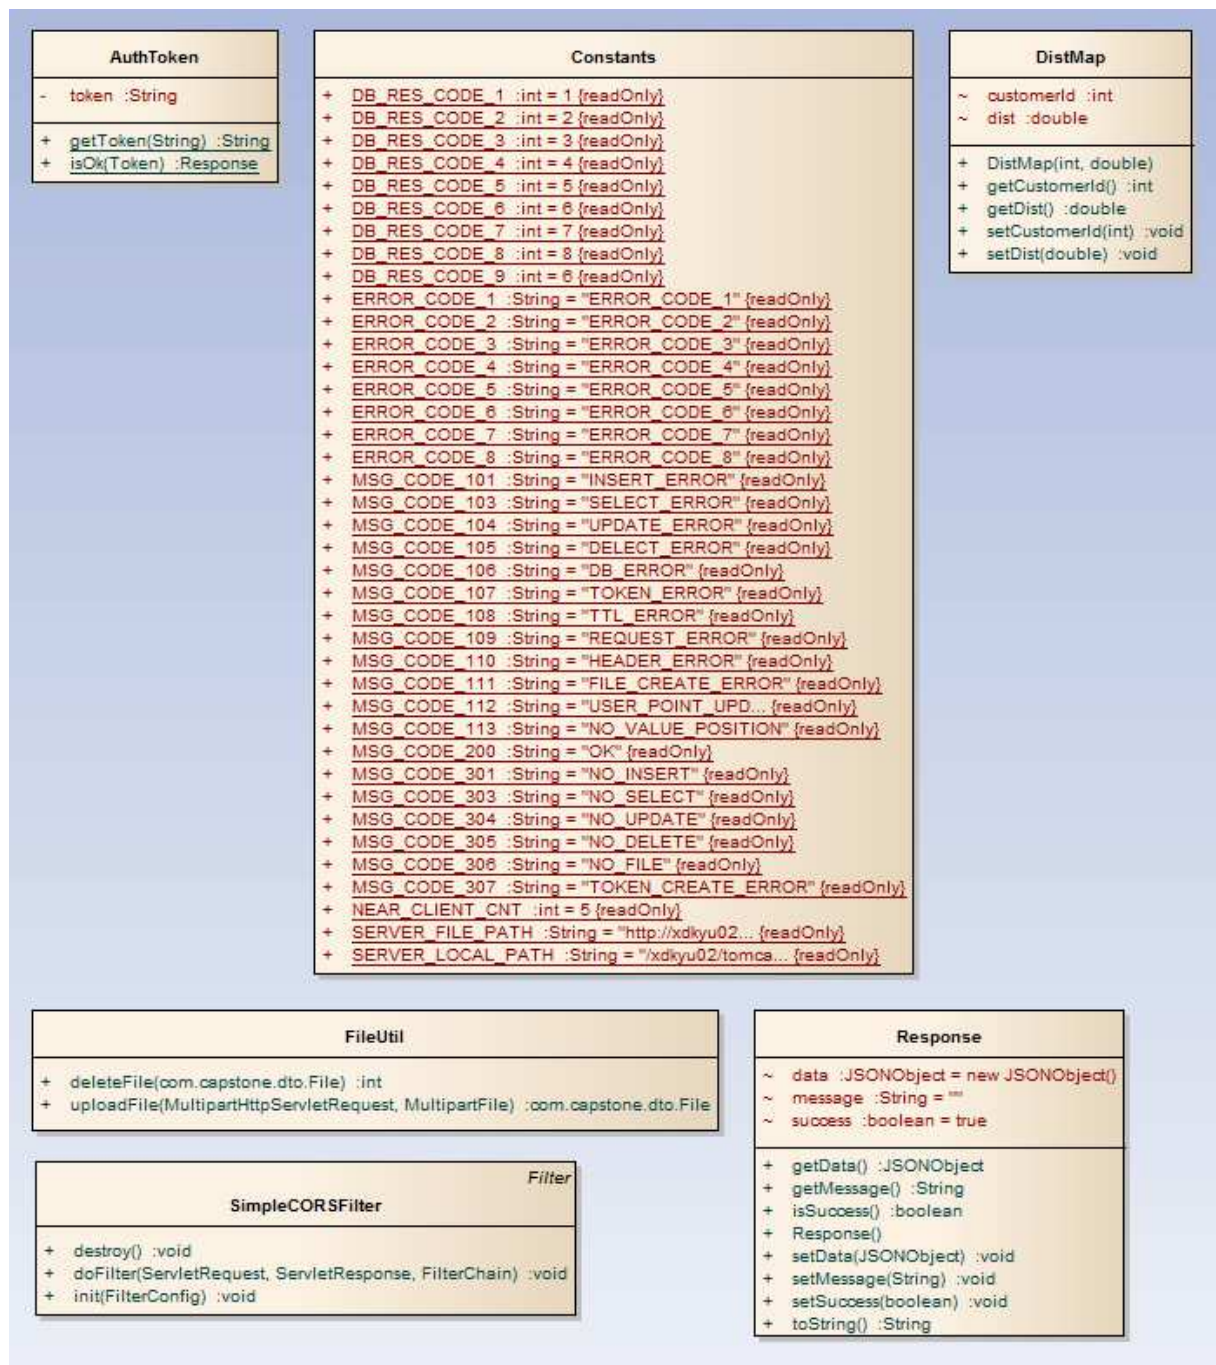 AuthToken
- token :String
+ getToken(String) :String
+ isOk(Token) :Response
Constants
+ DB_RES_CODE_1 :int = 1 {readOnly}
+ DB_RES_CODE_2 :int = 2 {readOnly}
+ DB_RES_CODE_3 :int = 3 {readOnly}
+ DB_RES_CODE_4 :int = 4 {readOnly}
+ DB_RES_CODE_5 :int = 5 {readOnly}
+ DB_RES_CODE_6 :int = 6 {readOnly}
+ DB_RES_CODE_7 :int = 7 {readOnly}
+ DB_RES_CODE_8 :int = 8 {readOnly}
+ DB_RES_CODE_9 :int = 6 {readOnly}
+ ERROR_CODE_1 :String = "ERROR_CODE_1" {readOnly}
+ ERROR_CODE_2 :String = "ERROR_CODE_2" {readOnly}
+ ERROR_CODE_3 :String = "ERROR_CODE_3" {readOnly}
+ ERROR_CODE_4 :String = "ERROR_CODE_4" {readOnly}
+ ERROR_CODE_5 :String = "ERROR_CODE_5" {readOnly}
+ ERROR_CODE_6 :String = "ERROR_CODE_6" {readOnly}
+ ERROR_CODE_7 :String = "ERROR_CODE_7" {readOnly}
+ ERROR_CODE_8 :String = "ERROR_CODE_8" {readOnly}
+ MSG_CODE_101 :String = "INSERT_ERROR" {readOnly}
+ MSG_CODE_103 :String = "SELECT_ERROR" {readOnly}
+ MSG_CODE_104 :String = "UPDATE_ERROR" {readOnly}
+ MSG_CODE_105 :String = "DELECT_ERROR" {readOnly}
+ MSG_CODE_106 :String = "DB_ERROR" {readOnly}
+ MSG_CODE_107 :String = "TOKEN_ERROR" {readOnly}
+ MSG_CODE_108 :String = "TTL_ERROR" {readOnly}
+ MSG_CODE_109 :String = "REQUEST_ERROR" {readOnly}
+ MSG_CODE_110 :String = "HEADER_ERROR" {readOnly}
+ MSG_CODE_111 :String = "FILE_CREATE_ERROR" {readOnly}
+ MSG_CODE_112 :String = "USER_POINT_UPD... {readOnly}
+ MSG_CODE_113 :String = "NO_VALUE_POSITION" {readOnly}
+ MSG_CODE_200 :String = "OK" {readOnly}
+ MSG_CODE_301 :String = "NO_INSERT" {readOnly}
+ MSG_CODE_303 :String = "NO_SELECT" {readOnly}
+ MSG_CODE_304 :String = "NO_UPDATE" {readOnly}
+ MSG_CODE_305 :String = "NO_DELETE" {readOnly}
+ MSG_CODE_306 :String = "NO_FILE" {readOnly}
+ MSG_CODE_307 :String = "TOKEN_CREATE_ERROR" {readOnly}
+ NEAR_CLIENT_CNT :int = 5 {readOnly}
+ SERVER_FILE_PATH :String = "http://xdkyu02... {readOnly}
+ SERVER_LOCAL_PATH :String = "/xdkyu02/tomca... {readOnly}
DistMap
~ customerId :int
~ dist :double
+ DistMap(int, double)
+ getCustomerId() :int
+ getDist() :double
+ setCustomerId(int) :void
+ setDist(double) :void
FileUtil
+ deleteFile(com.capstone.dto.File) :int
+ uploadFile(MultipartHttpServletRequest, MultipartFile) :com.capstone.dto.File
Filter
SimpleCORSFilter
+ destroy() :void
+ doFilter(ServletRequest, ServletResponse, FilterChain) :void
+ init(FilterConfig) :void
Response
~ data :JSONObject = new JSONObject()
~ message :String = ""
~ success :boolean = true
+ getData() :JSONObject
+ getMessage() :String
+ isSuccess() :boolean
+ Response()
+ setData(JSONObject) :void
+ setMessage(String) :void
+ setSuccess(boolean) :void
+ toString() :String